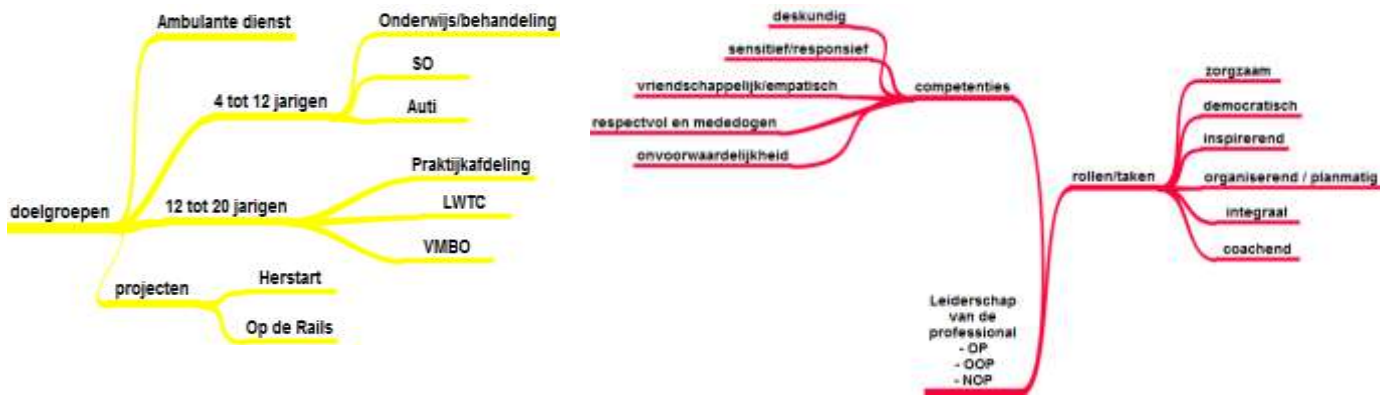 Ambulante dienst
Onderwijs/behandeling
SO
4 tot 12 jarigen
Auti
Praktijkafdeling
12 tot 20 jarigen
LWTC
doelgroepen
VMBO
projecten
Herstart
Op de Rails
deskundig
sensitief/responsief
vriendschappelijk/empatisch
competenties
respectvol en mededogen
onvoorwaardelijkheid
zorgzaam
democratisch
inspirerend
rollen/taken
organiserend / planmatig
integraal
coachend
Leiderschap
van de
professional
- OP
- OOP
- NOP